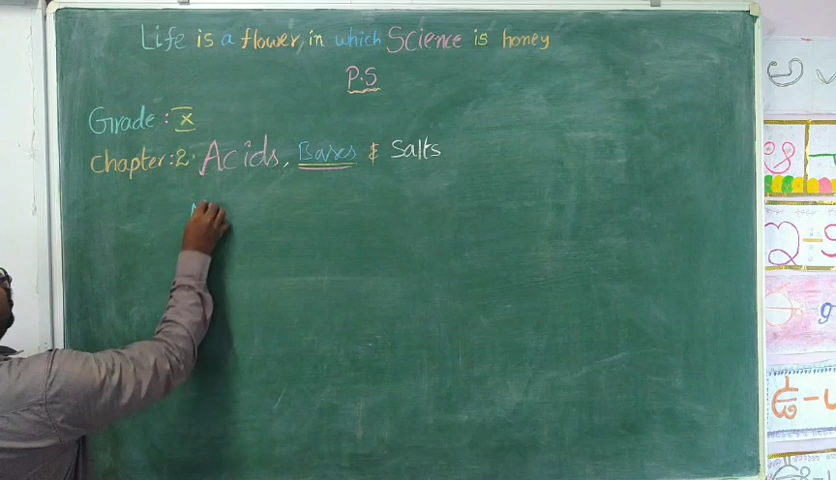 Life is a flower, in which Science is honey
P.S
Grade : X
Chapter:2. Acids, Bases & Salts